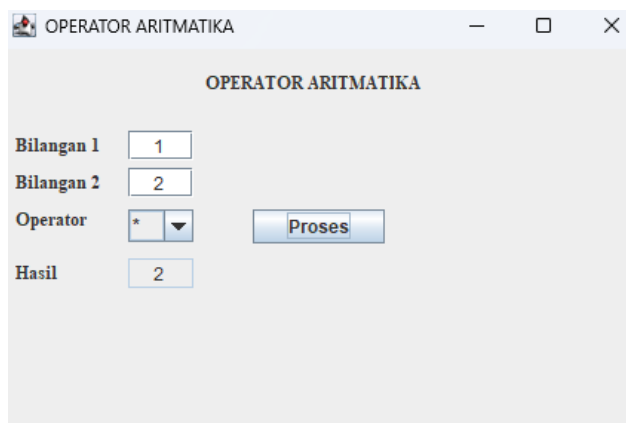 OPERATOR ARITMATIKA
OPERATOR ARITMATIKA
Bilangan 1 1
Bilangan 2 2
Operator * Proses
Hasil 2